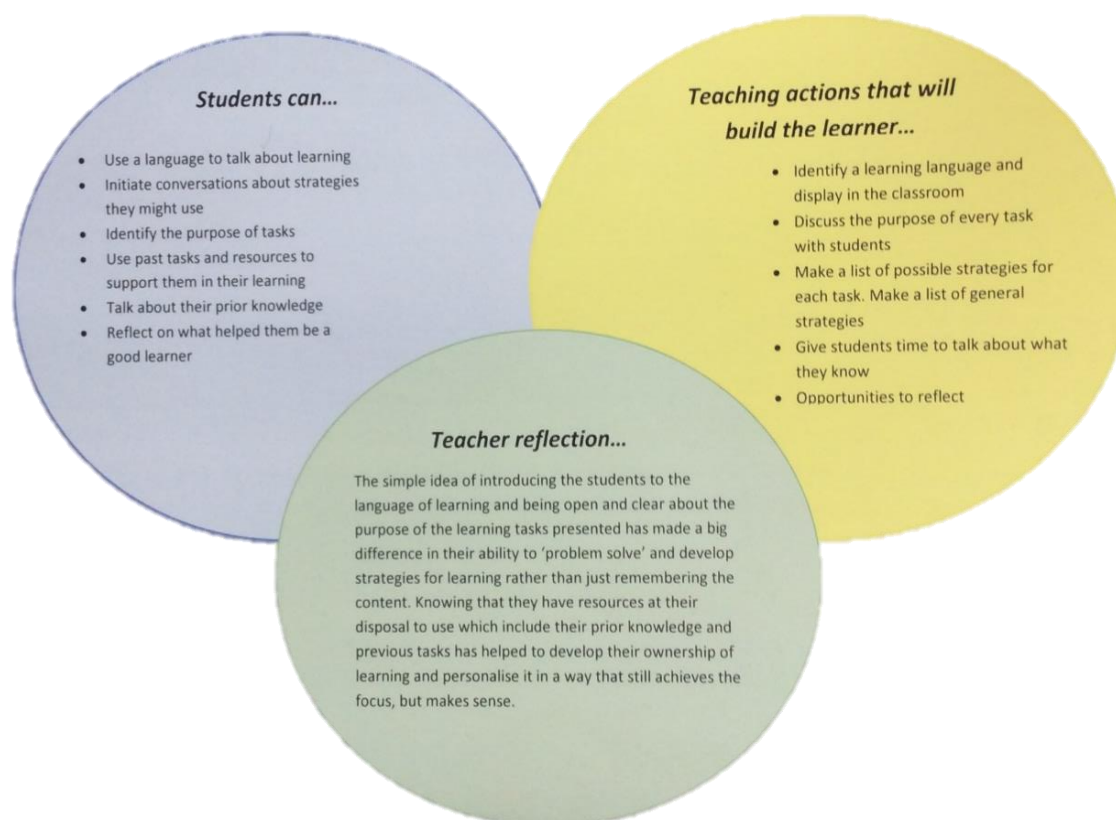 Students can...
• Use a language to talk about learning
• Initiate conversations about strategies
they might use
• Identify the purpose of tasks
• Use past tasks and resources to
support them in their learning
• Talk about their prior knowledge
• Reflect on what helped them be a
good learner
Teaching actions that will
build the learner...
• Identify a learning language and
display in the classroom
• Discuss the purpose of every task
with students
• Make a list of possible strategies for
each task. Make a list of general
strategies
• Give students time to talk about what
they know
• Opportunities to reflect
Teacher reflection...
The simple idea of introducing the students to the
language of learning and being open and clear about the
purpose of the learning tasks presented has made a big
difference in their ability to ‘problem solve’ and develop
strategies for learning rather than just remembering the
content. Knowing that they have resources at their
disposal to use which include their prior knowledge and
previous tasks has helped to develop their ownership of
learning and personalise it in a way that still achieves the
focus, but makes sense.